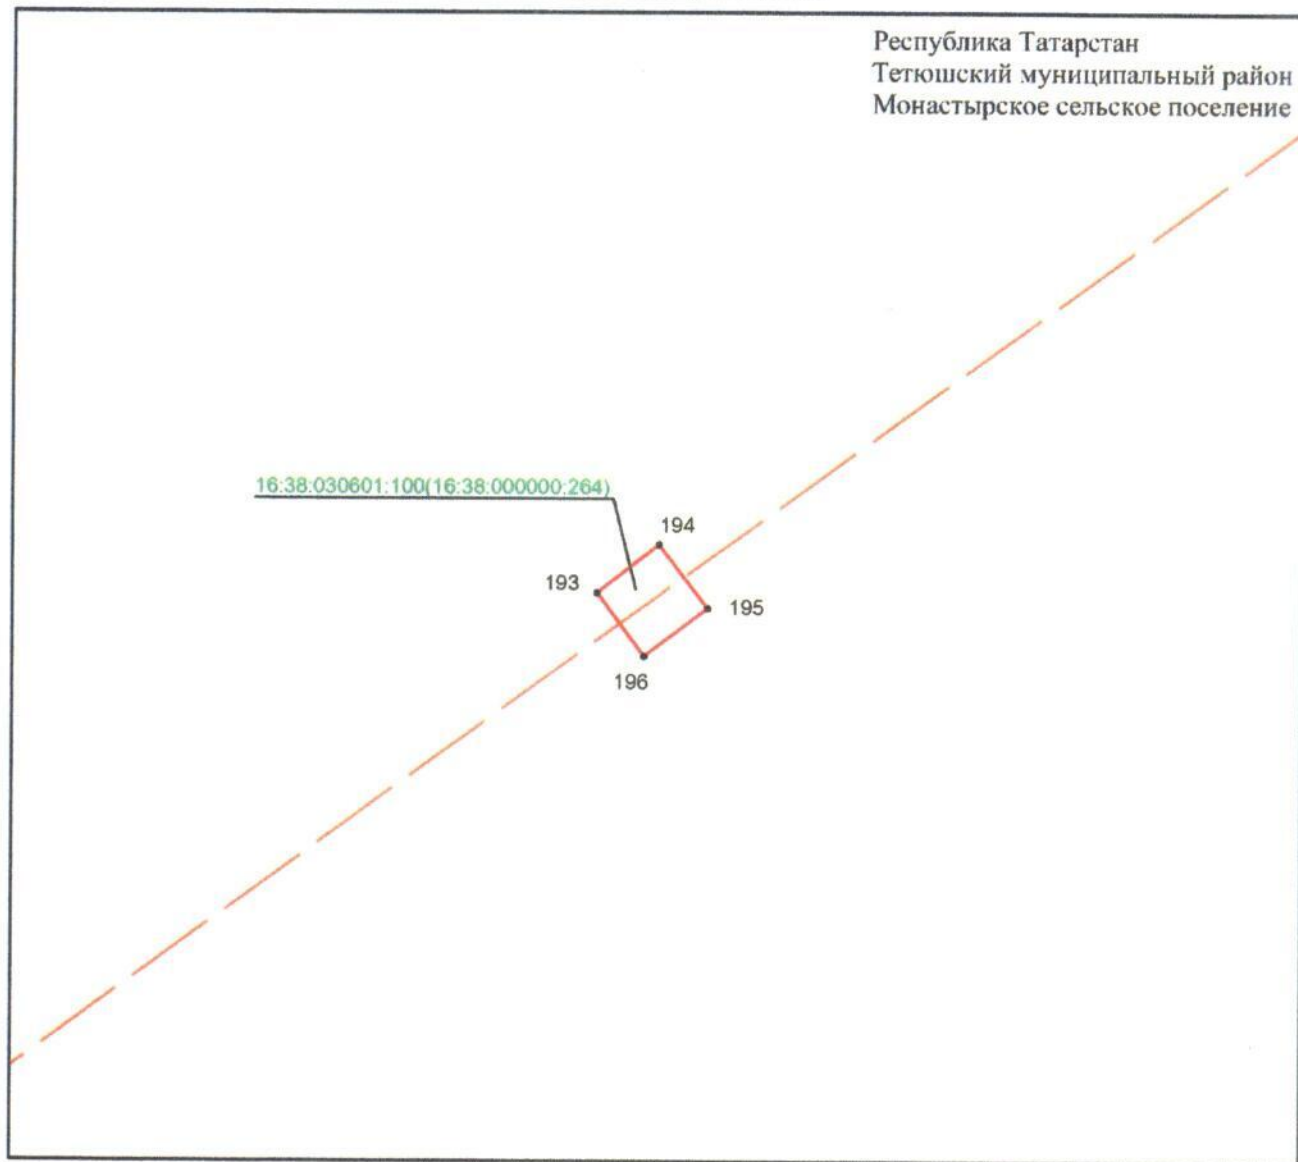 Республика Татарстан
Тетюшский муниципальный район
Монастырское сельское поселение
16:38:030601:100(16:38:000000:264)
194
193
195
196